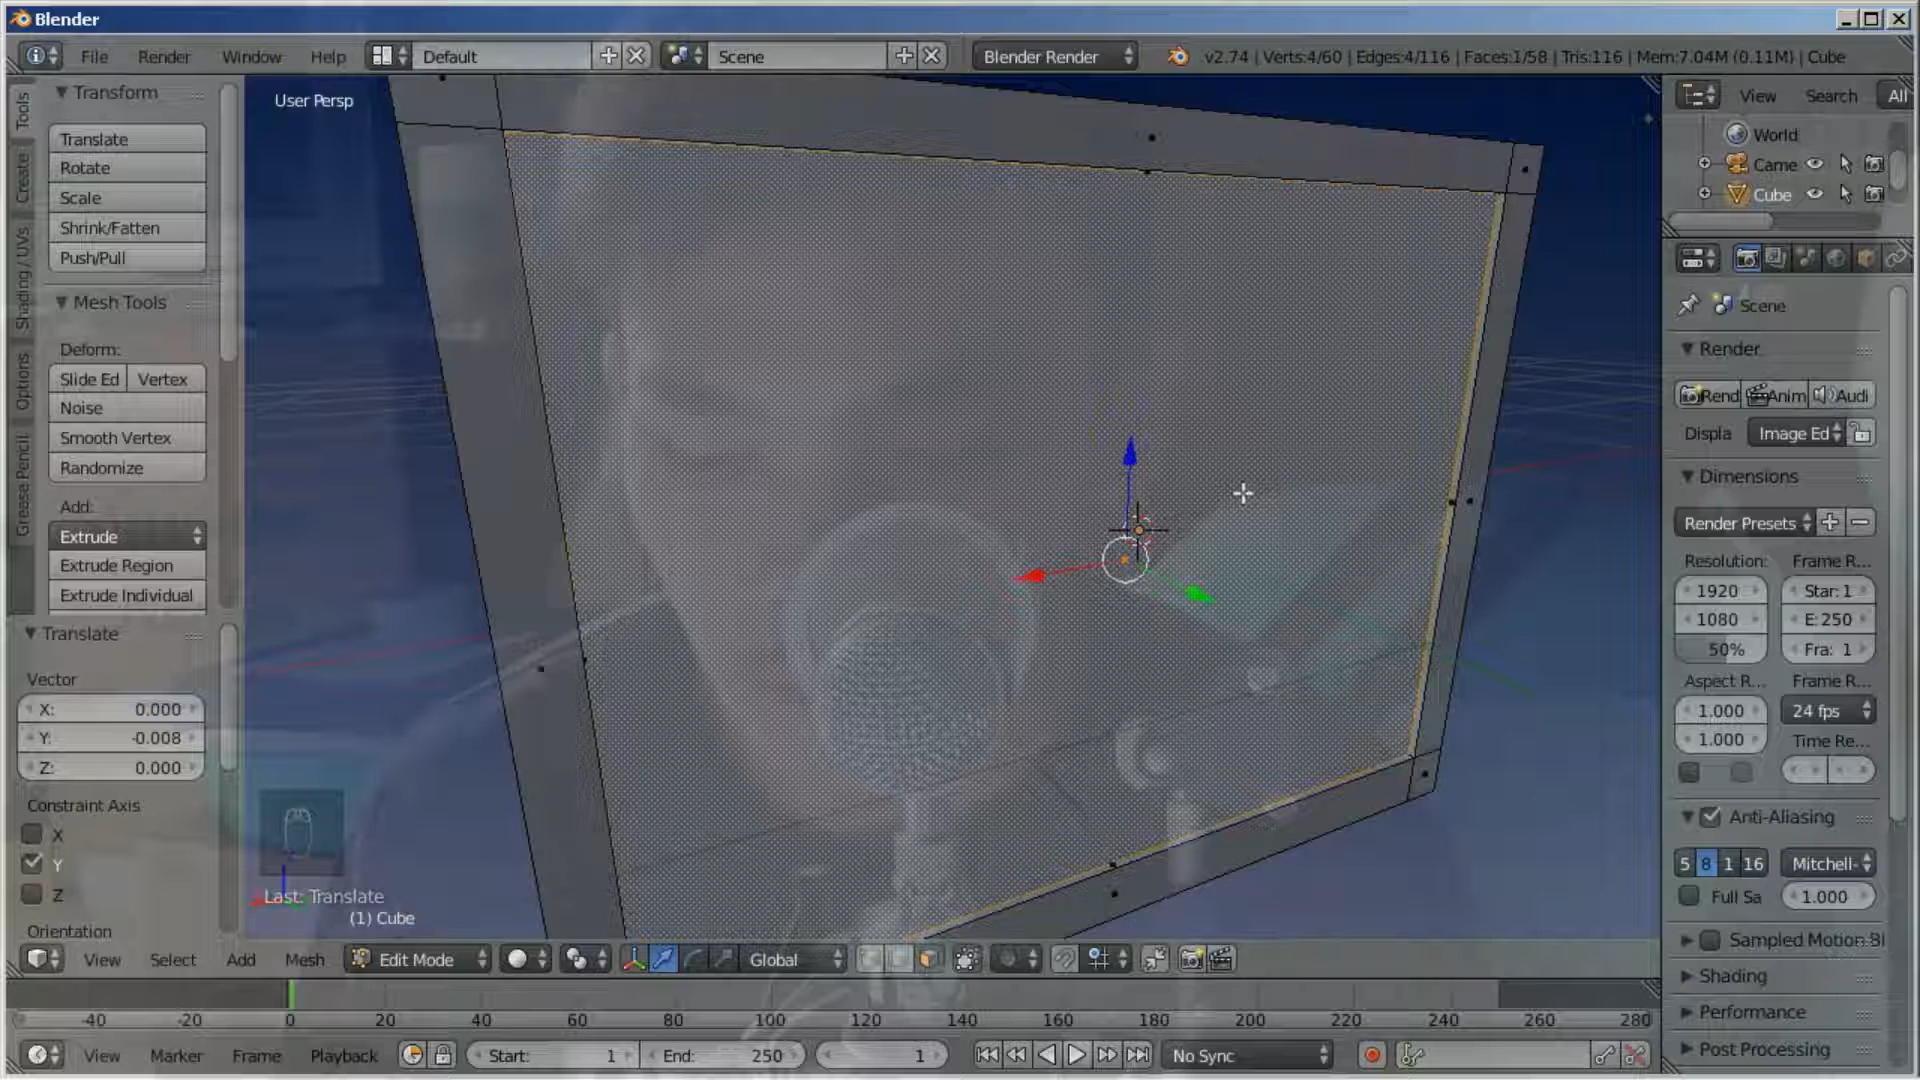 Blender
File Render Window Help Default Scene Blender Render v2.74 | Verts:4/60 | Edges:4/116 | Faces:1/58 | Tris:116 | Mem:7.04M (0.11M) | Cube
Tools
Create
Shading / UVs
Options
Grease Pencil
Transform
Translate
Rotate
Scale
Shrink/Fatten
Push/Pull
Mesh Tools
Deform:
Slide Ed Vertex
Noise
Smooth Vertex
Randomize
Add:
Extrude
Extrude Region
Extrude Individual
Translate
Vector
X: 0.000
Y: -0.008
Z: 0.000
Constraint Axis
X
Y
Z
Orientation
User Persp
Last: Translate
(1) Cube
View Search All
World
Came
Cube
Scene
Render
Rend Anim Audi
Displa Image Ed
Dimensions
Render Presets
Resolution: Frame R...
1920 Star: 1
1080 E: 250
50% Fra: 1
Aspect R... Frame R...
1.000 24 fps
1.000 Time Re...
Anti-Aliasing
5 8 1 16 Mitchell-
Full Sa 1.000
Sampled Motion Bl
Shading
Performance
Post Processing
View Select Add Mesh Edit Mode Global
-40 -20 0 20 40 60 80 100 120 140 160 180 200 220 240 260 280
View Marker Frame Playback Start: 1 End: 250 1 No Sync